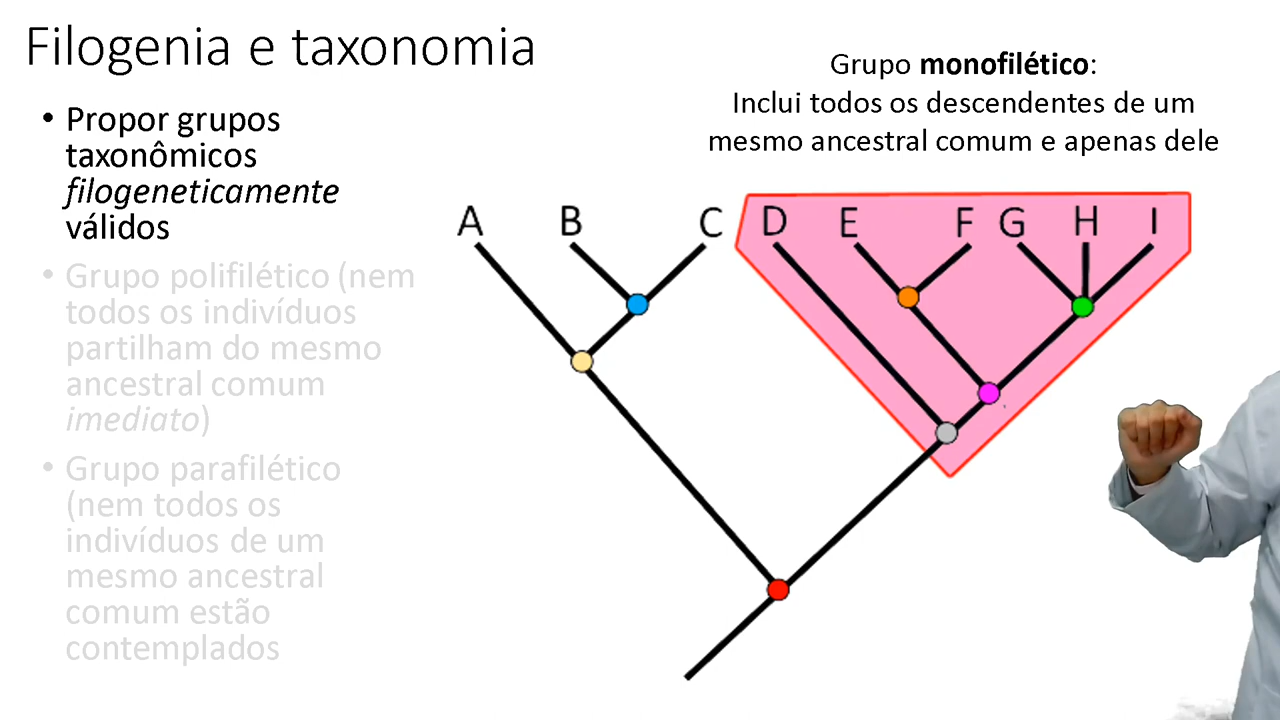 Filogenia e taxonomia
• Propor grupos
taxonômicos
filogeneticamente
válidos
• Grupo polifilético (nem
todos os indivíduos
partilham do mesmo
ancestral comum
imediato)
• Grupo parafilético
(nem todos os
indivíduos de um
mesmo ancestral
comum estão
contemplados
Grupo monofilético:
Inclui todos os descendentes de um
mesmo ancestral comum e apenas dele
A B C D E F G H I